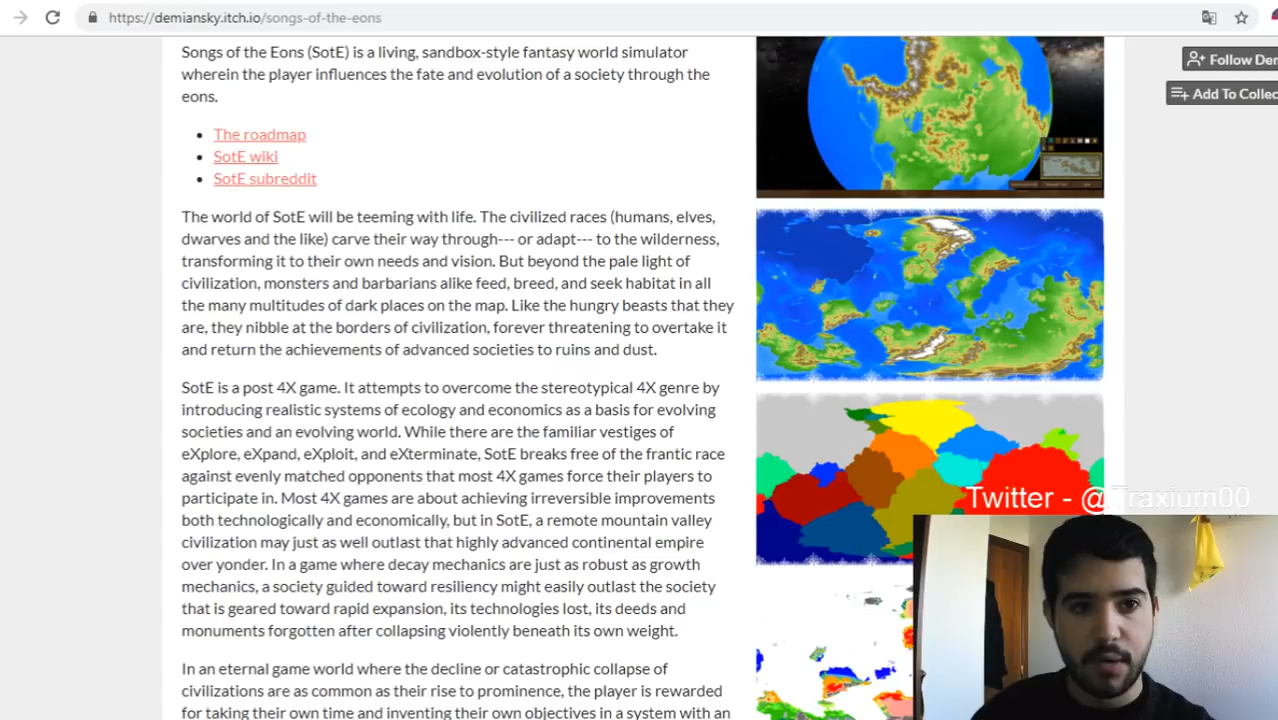 https://demiansky.itch.io/songs-of-the-eons
Follow Dem
Add To Collec
Songs of the Eons (SotE) is a living, sandbox-style fantasy world simulator
wherein the player influences the fate and evolution of a society through the
eons.
The roadmap
SotE wiki
SotE subreddit
The world of SotE will be teeming with life. The civilized races (humans, elves,
dwarves and the like) carve their way through--- or adapt--- to the wilderness,
transforming it to their own needs and vision. But beyond the pale light of
civilization, monsters and barbarians alike feed, breed, and seek habitat in all
the many multitudes of dark places on the map. Like the hungry beasts that they
are, they nibble at the borders of civilization, forever threatening to overtake it
and return the achievements of advanced societies to ruins and dust.
SotE is a post 4X game. It attempts to overcome the stereotypical 4X genre by
introducing realistic systems of ecology and economics as a basis for evolving
societies and an evolving world. While there are the familiar vestiges of
eXplore, eXpand, eXploit, and eXterminate, SotE breaks free of the frantic race
against evenly matched opponents that most 4X games force their players to
participate in. Most 4X games are about achieving irreversible improvements
both technologically and economically, but in SotE, a remote mountain valley
civilization may just as well outlast that highly advanced continental empire
over yonder. In a game where decay mechanics are just as robust as growth
mechanics, a society guided toward resiliency might easily outlast the society
that is geared toward rapid expansion, its technologies lost, its deeds and
monuments forgotten after collapsing violently beneath its own weight.
In an eternal game world where the decline or catastrophic collapse of
civilizations are as common as their rise to prominence, the player is rewarded
for taking their own time and inventing their own objectives in a system with an
Twitter - @Traxium00